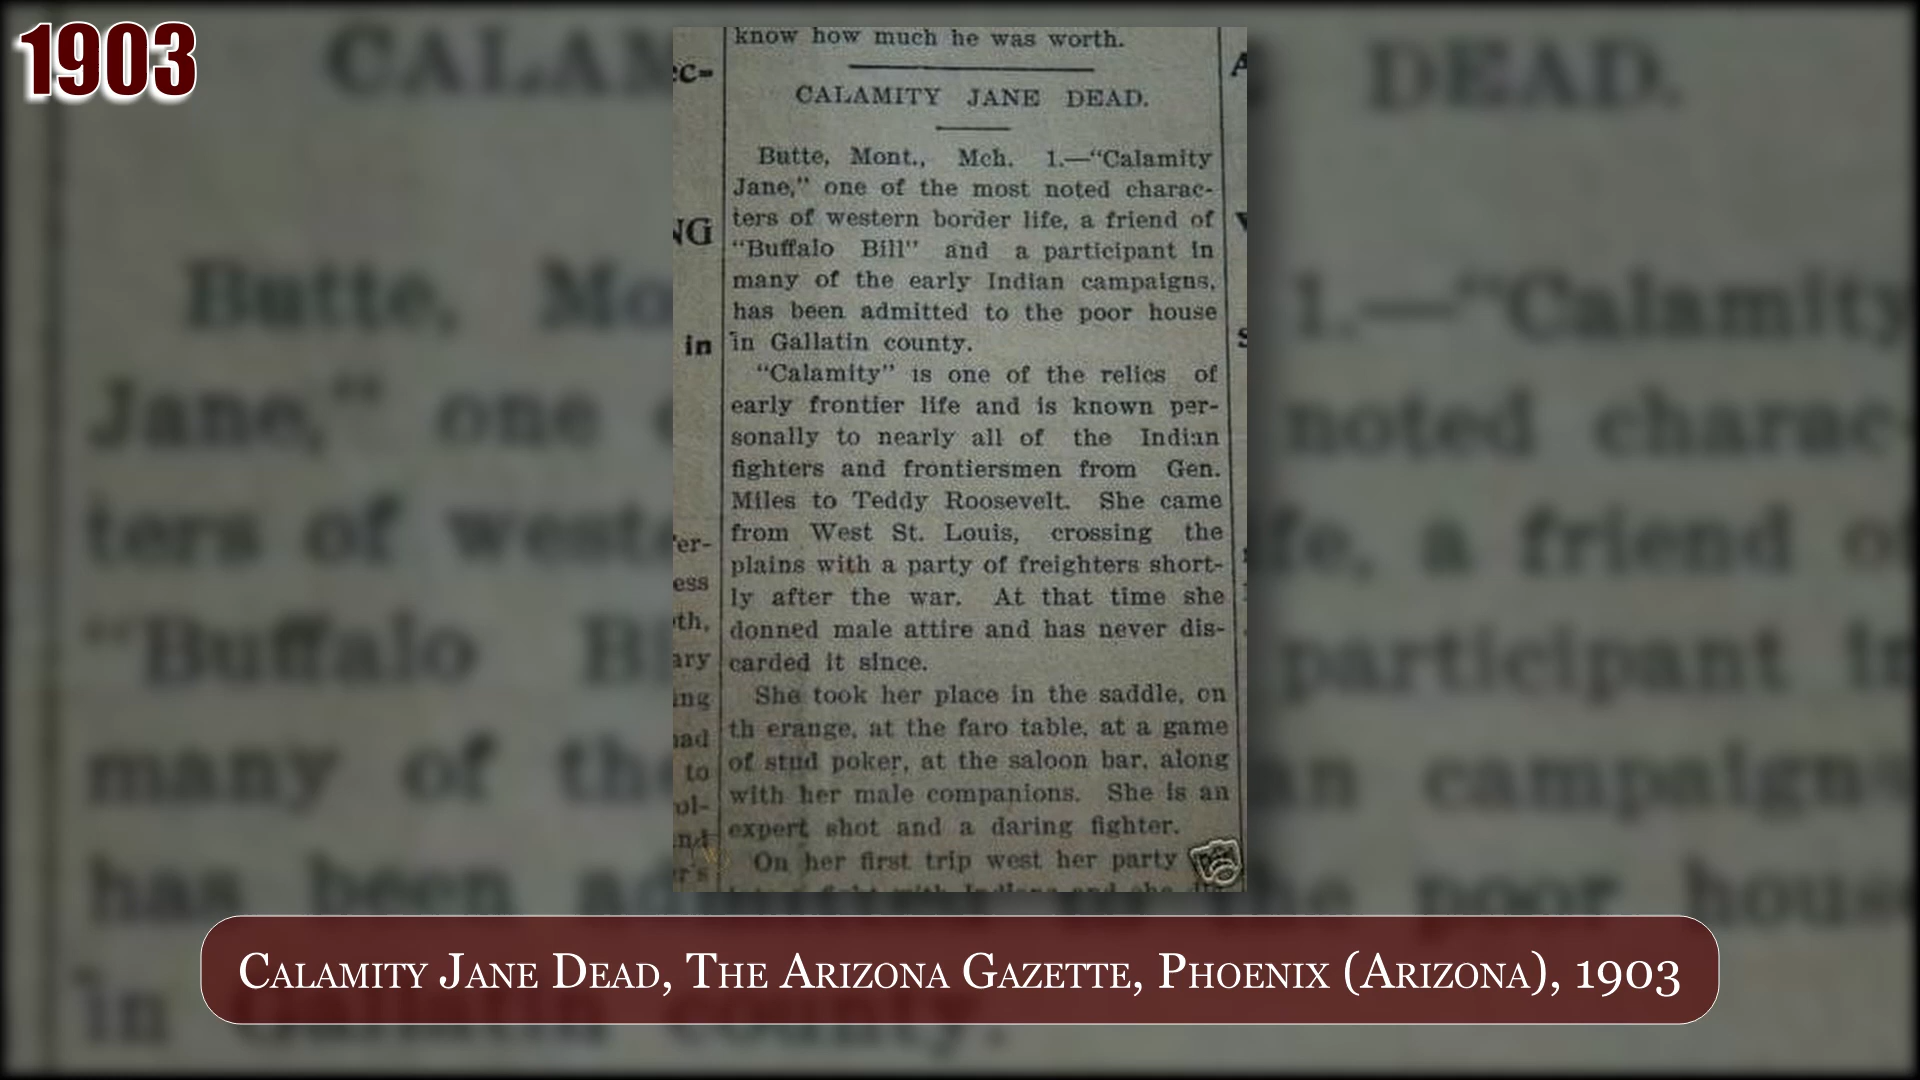 1903
know how much he was worth.
CALAMITY JANE DEAD.
Butte, Mont., Mch. 1.—“Calamity
Jane,” one of the most noted charac-
ters of western border life, a friend of
“Buffalo Bill” and a participant in
many of the early Indian campaigns,
has been admitted to the poor house
in Gallatin county.
“Calamity” is one of the relics of
early frontier life and is known per-
sonally to nearly all of the Indian
fighters and frontiersmen from Gen.
Miles to Teddy Roosevelt. She came
from West St. Louis, crossing the
plains with a party of freighters short-
ly after the war. At that time she
donned male attire and has never dis-
carded it since.
She took her place in the saddle, on
th erange, at the faro table, at a game
of stud poker, at the saloon bar, along
with her male companions. She is an
expert shot and a daring fighter.
On her first trip west her party
CALAMITY JANE DEAD, THE ARIZONA GAZETTE, PHOENIX (ARIZONA), 1903